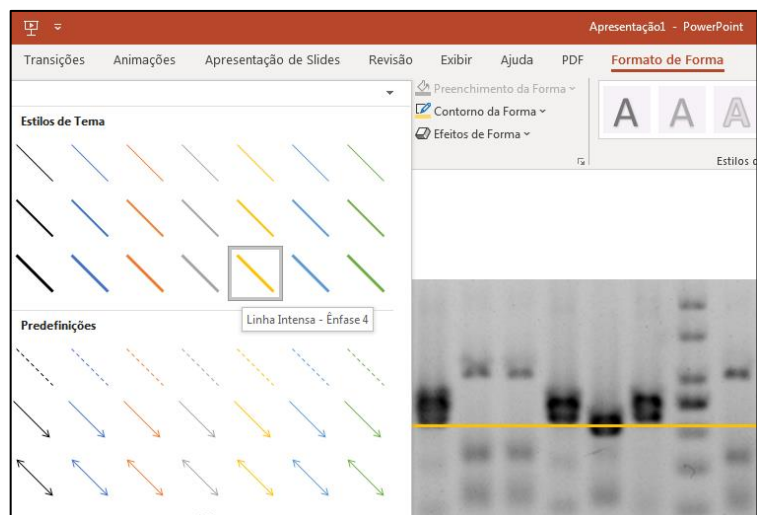 Apresentação1 - PowerPoint
Transições Animações Apresentação de Slides Revisão Exibir Ajuda PDF Formato de Forma
Preenchimento da Forma
Contorno da Forma
Efeitos de Forma
A A A
Estilos
Estilos de Tema
Linha Intensa - Ênfase 4
Predefinições